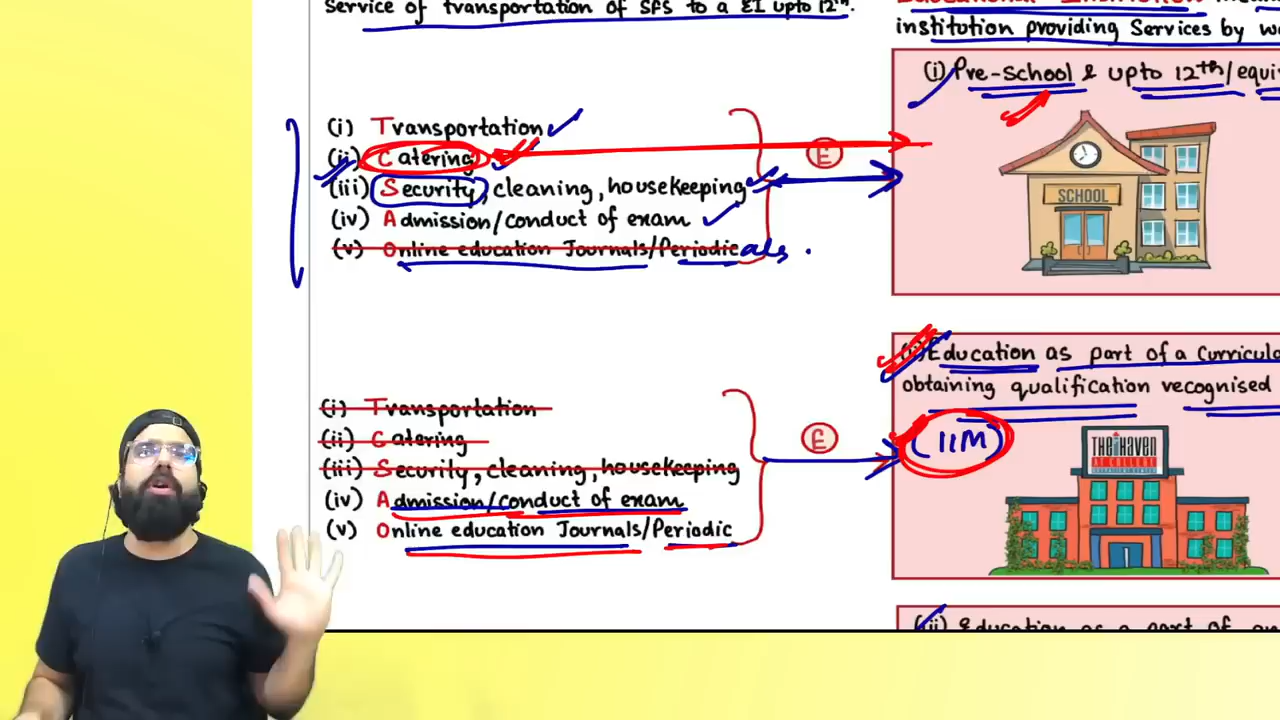 Service of transportation of SFS to a EI upto 12th.
institution providing Services by
(i) Pre-School & upto 12th/equi
(i) Transportation
(ii) Catering
(iii) Security, cleaning, housekeeping
(iv) Admission/conduct of exam
(v) Online education Journals/Periodicals.
E
SCHOOL
(i) Education as part of a curricul
obtaining qualification recognised
(IIM)
(i) Transportation
(ii) Catering
(iii) Security, cleaning, housekeeping
(iv) Admission/conduct of exam
(v) Online education Journals/Periodic
E
THE HAVEN
(ii) Education as a part of an